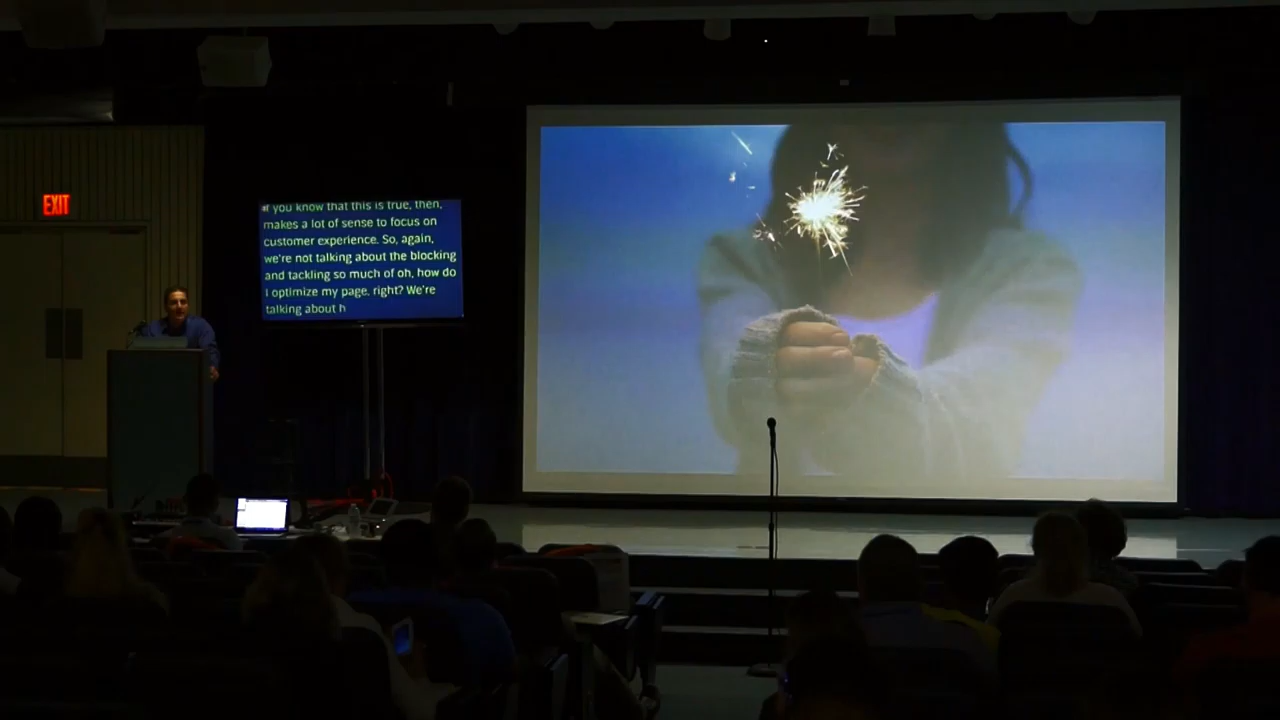 EXIT
if you know that this is true, then,
makes a lot of sense to focus on
customer experience. So, again,
we're not talking about the blocking
and tackling so much of oh, how do
I optimize my page, right? We're
talking about h